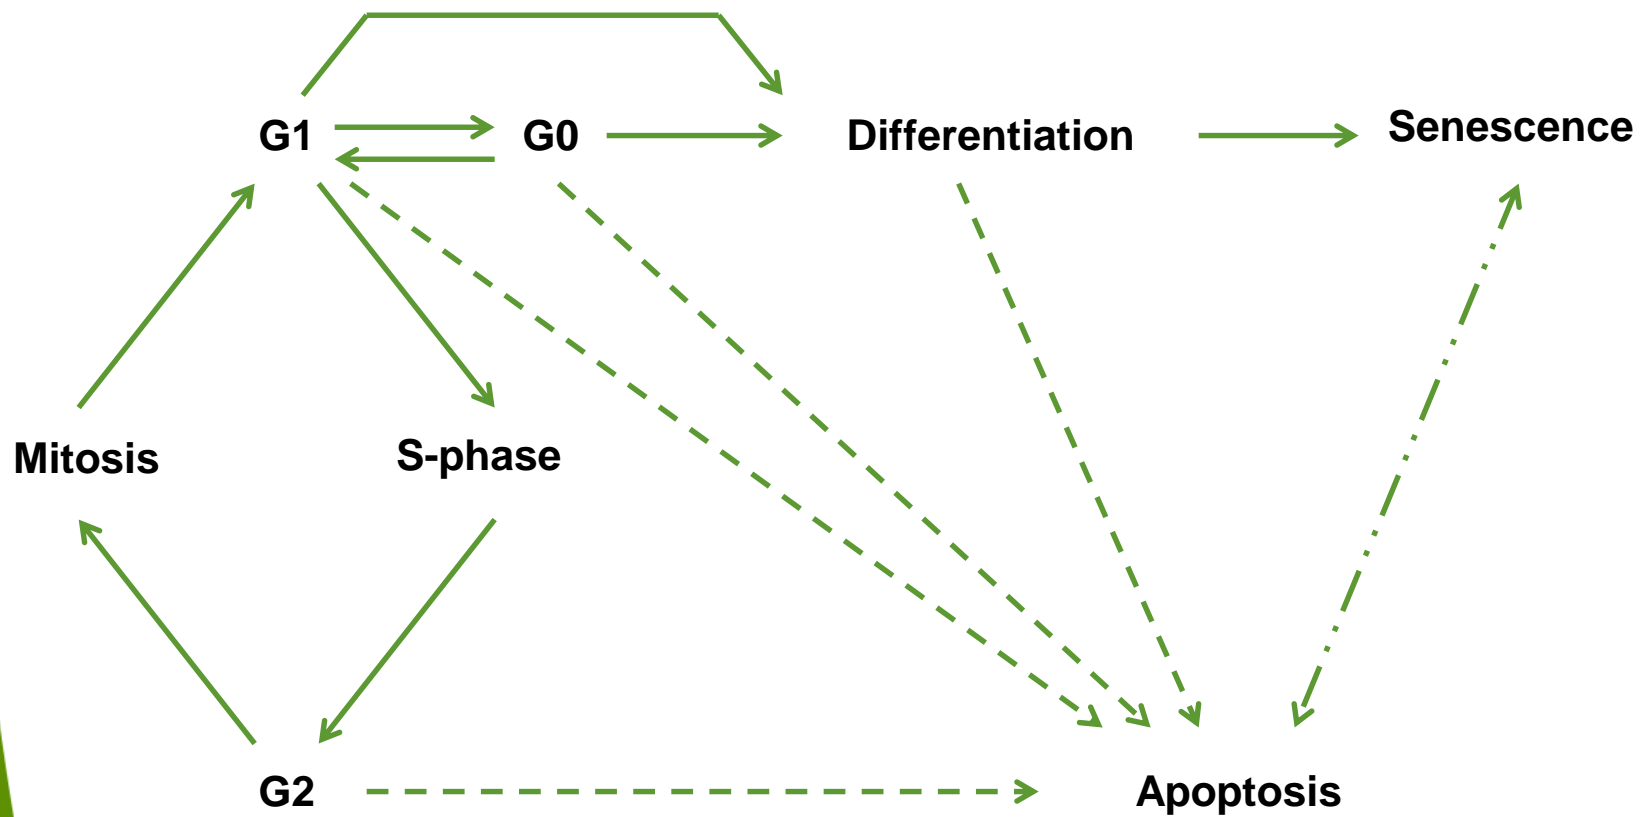 G1
G0
Differentiation
Senescence
Mitosis
S-phase
G2
Apoptosis